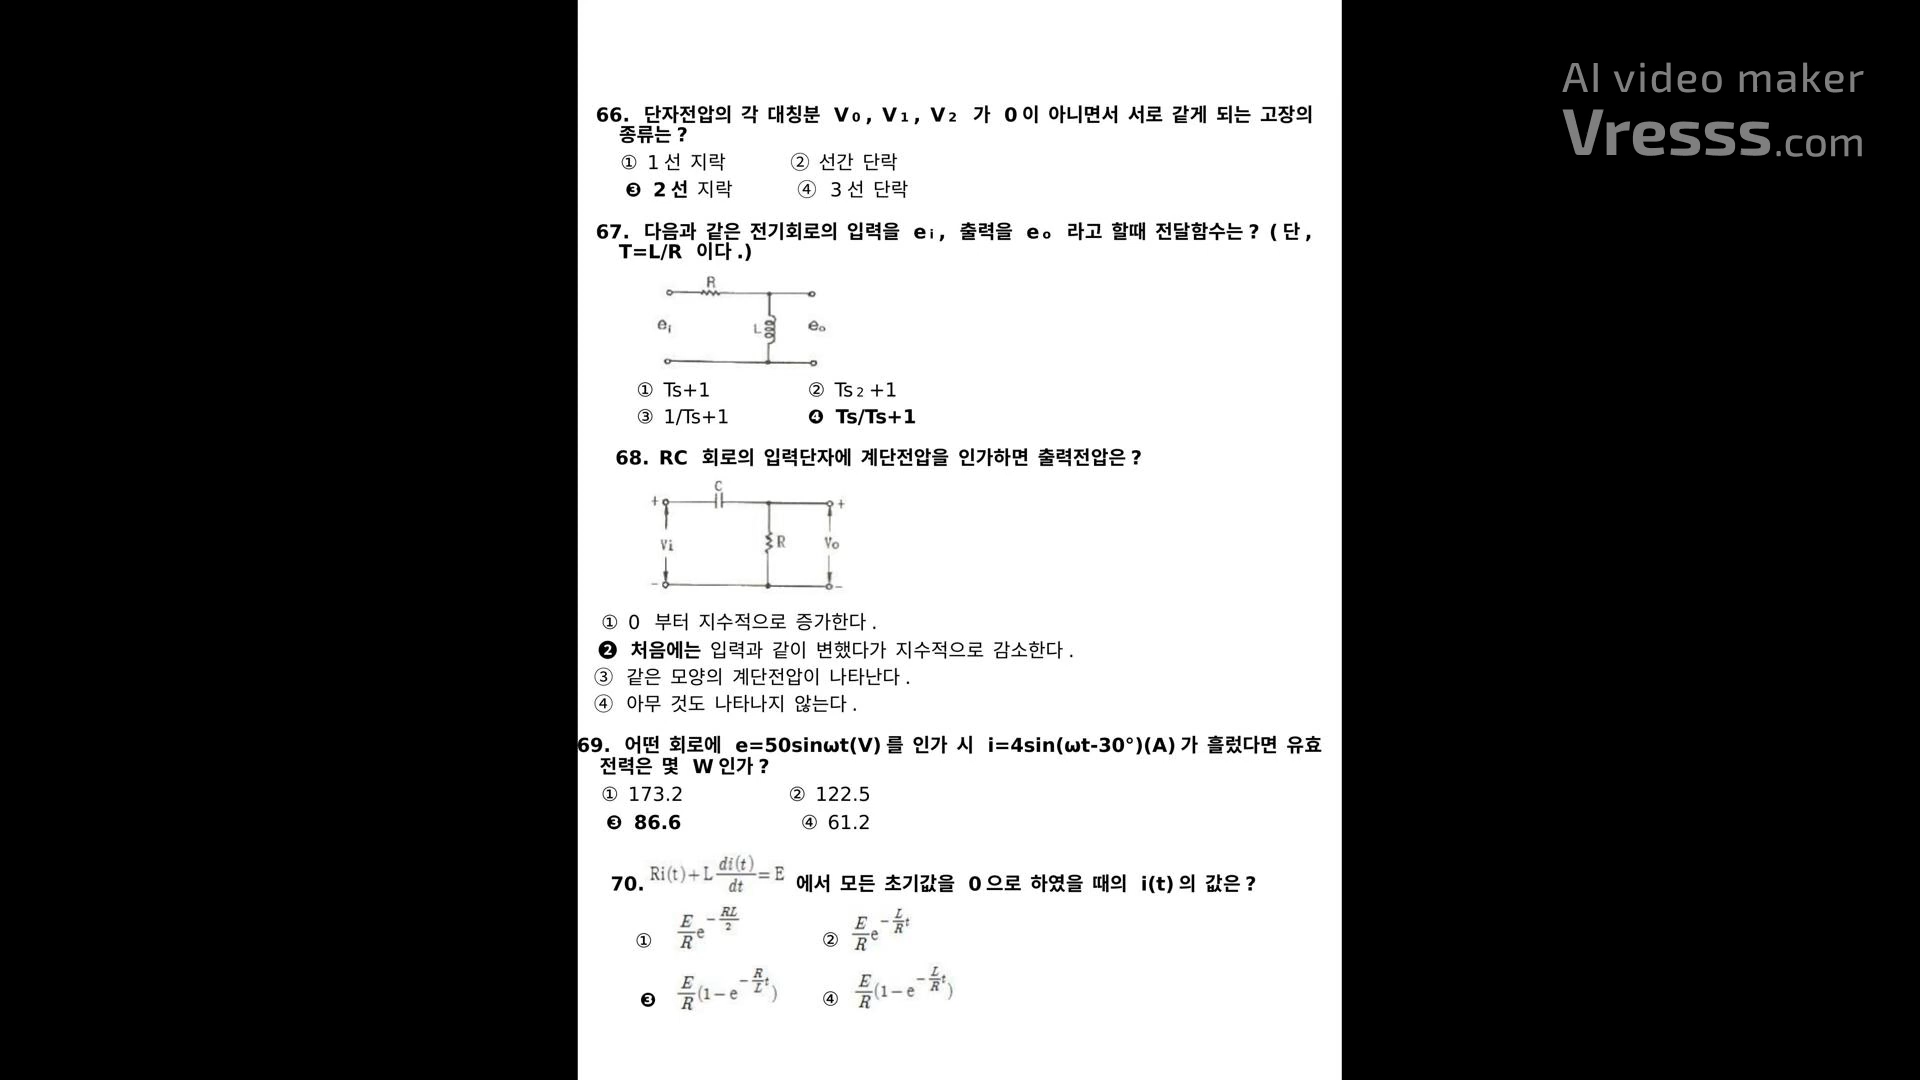 AI video maker
Vresss.com
66. 단자전압의 각 대칭분 V₀, V₁, V₂ 가 0이 아니면서 서로 같게 되는 고장의
종류는?
① 1선 지락 ② 선간 단락
❸ 2선 지락 ④ 3선 단락
67. 다음과 같은 전기회로의 입력을 eᵢ, 출력을 eₒ 라고 할때 전달함수는? (단,
T=L/R 이다.)
R
eᵢ L eₒ
① Ts+1 ② Ts₂+1
③ 1/Ts+1 ❹ Ts/Ts+1
68. RC 회로의 입력단자에 계단전압을 인가하면 출력전압은?
C
+ +
Vi R Vo
- -
① 0 부터 지수적으로 증가한다.
❷ 처음에는 입력과 같이 변했다가 지수적으로 감소한다.
③ 같은 모양의 계단전압이 나타난다.
④ 아무 것도 나타나지 않는다.
69. 어떤 회로에 e=50sinωt(V)를 인가 시 i=4sin(ωt-30°)(A)가 흘렀다면 유효
전력은 몇 W인가?
① 173.2 ② 122.5
❸ 86.6 ④ 61.2
70. Ri(t)+L di(t)/dt = E 에서 모든 초기값을 0으로 하였을 때의 i(t)의 값은?
① E/R e^(-RL/2) ② E/R e^(-L/R t)
❸ E/R (1-e^(-R/L t)) ④ E/R (1-e^(-L/R t))